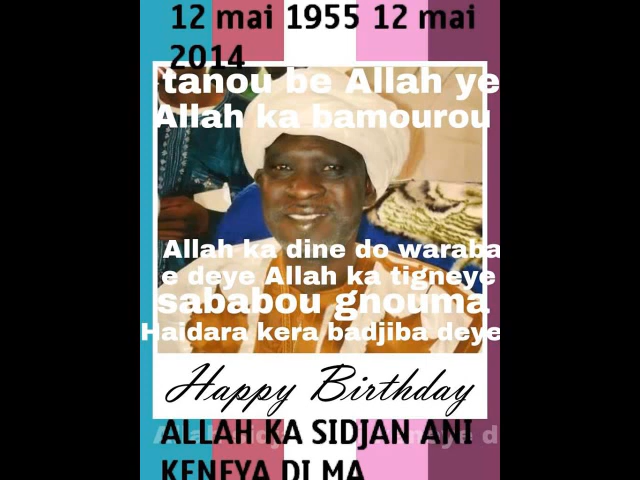 12 mai 1955 12 mai
2014
tanou be Allah ye
Allah ka bamourou
Allah ka dine do waraba
e deye Allah ka tigneye
sababou gnouma
Haidara kera badjiba deye
Happy Birthday
ALLAH KA SIDJAN ANI
KENEYA DI MA